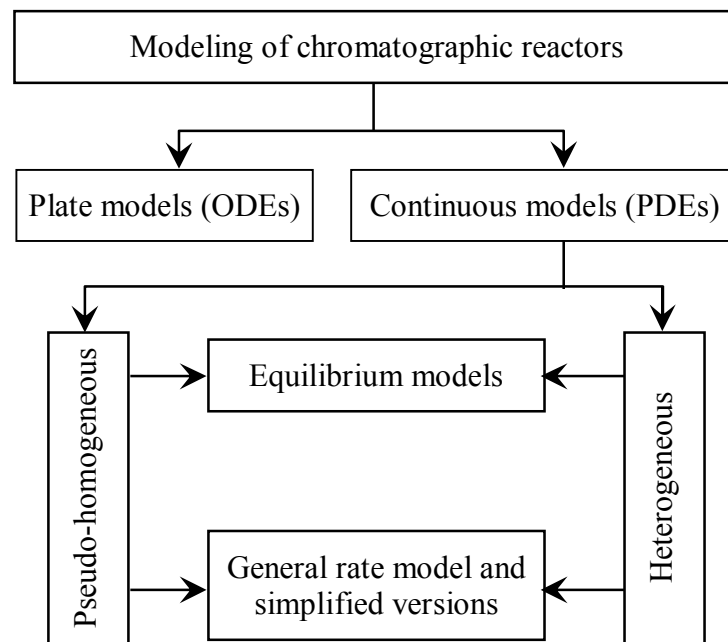 Modeling of chromatographic reactors
Plate models (ODEs)
Continuous models (PDEs)
Pseudo-homogeneous
Equilibrium models
Heterogeneous
General rate model and
simplified versions